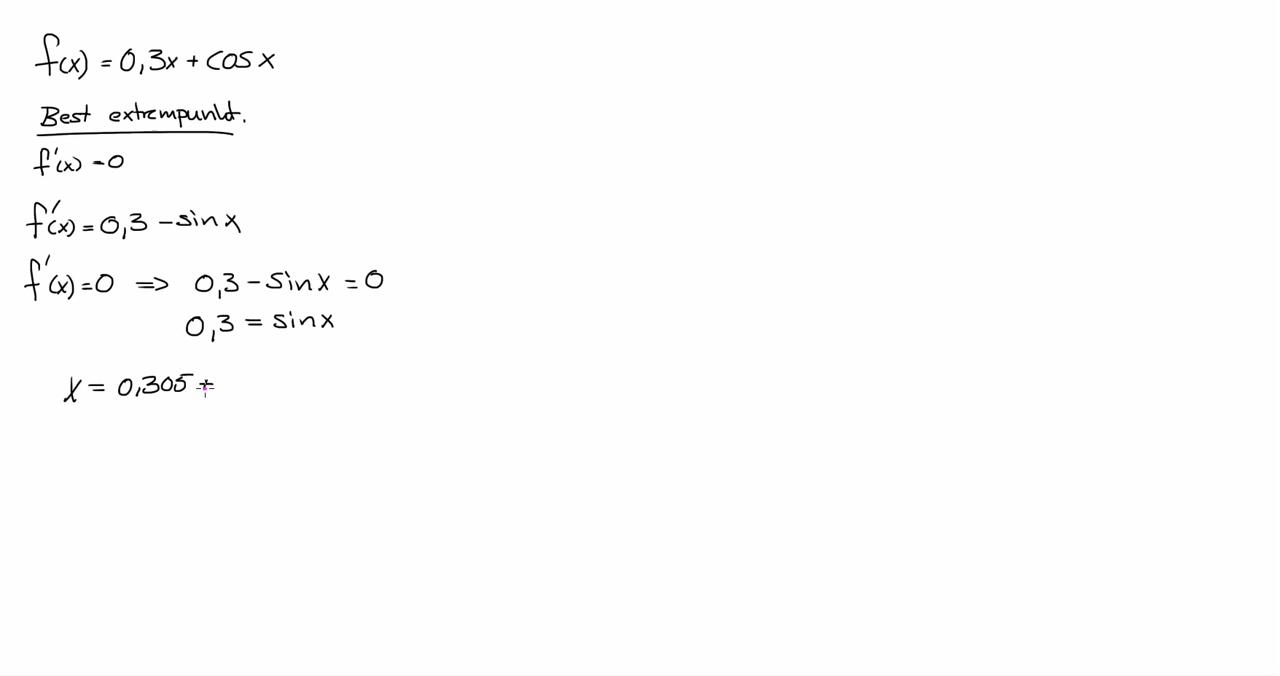 f(x) = 0,3x + cos x
Best extrempunkt.
f'(x) = 0
f'(x) = 0,3 - sin x
f'(x) = 0 => 0,3 - sin x = 0
0,3 = sin x
x = 0,305 +